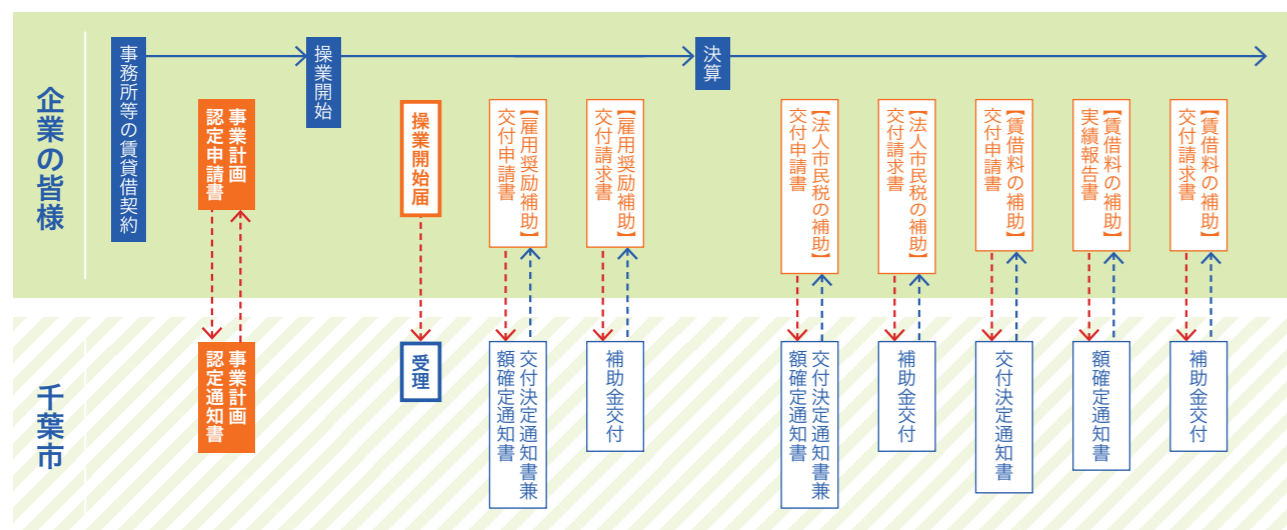 企業の皆様
事務所等の賃貸借契約
事業計画
認定申請書
操業開始
操業開始届
【雇用奨励補助】
交付申請書
【雇用奨励補助】
交付請求書
決算
【法人市民税の補助】
交付申請書
【法人市民税の補助】
交付請求書
【賃借料の補助】
交付申請書
【賃借料の補助】
実績報告書
【賃借料の補助】
交付請求書
千葉市
事業計画
認定通知書
受理
交付決定通知書兼
額確定通知書
補助金交付
交付決定通知書兼
額確定通知書
補助金交付
交付決定通知書
額確定通知書
補助金交付